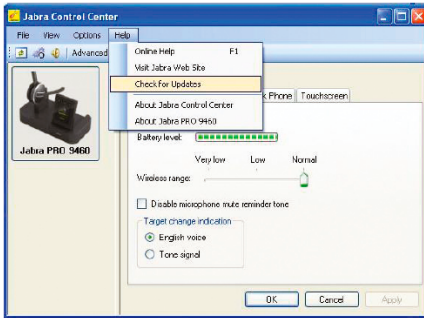 Jabra Control Center
File View Options Help
Advanced
Online Help F1
Visit Jabra Web Site
Check for Updates
About Jabra Control Center
About Jabra PRO 9460
Phone Touchscreen
Jabra PRO 9460
Battery level:
Very low Low Normal
Wireless range:
Disable microphone mute reminder tone
Target change indication
English voice
Tone signal
OK Cancel Apply